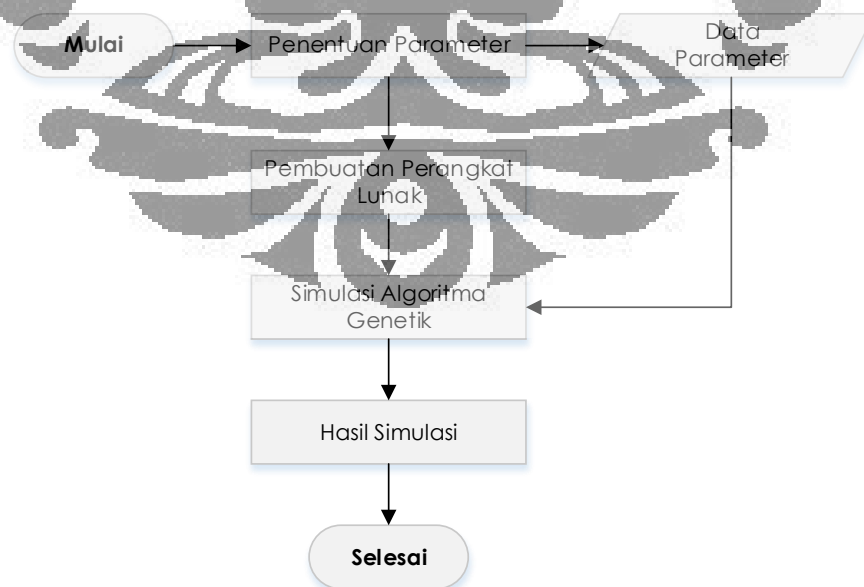 Mulai
Penentuan Parameter
Data
Parameter
Pembuatan Perangkat
Lunak
Simulasi Algoritma
Genetik
Hasil Simulasi
Selesai